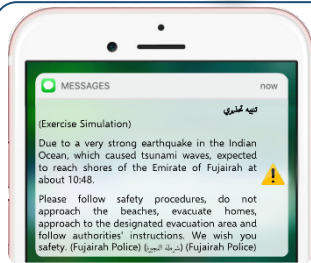 MESSAGES now
تنبيه تحذيري
(Exercise Simulation)
Due to a very strong earthquake in the Indian
Ocean, which caused tsunami waves, expected
to reach shores of the Emirate of Fujairah at
about 10:48.
Please follow safety procedures, do not
approach the beaches, evacuate homes,
approach to the designated evacuation area and
follow authorities' instructions. We wish you
safety. (Fujairah Police) (شرطة الفجيرة) (Fujairah Police)